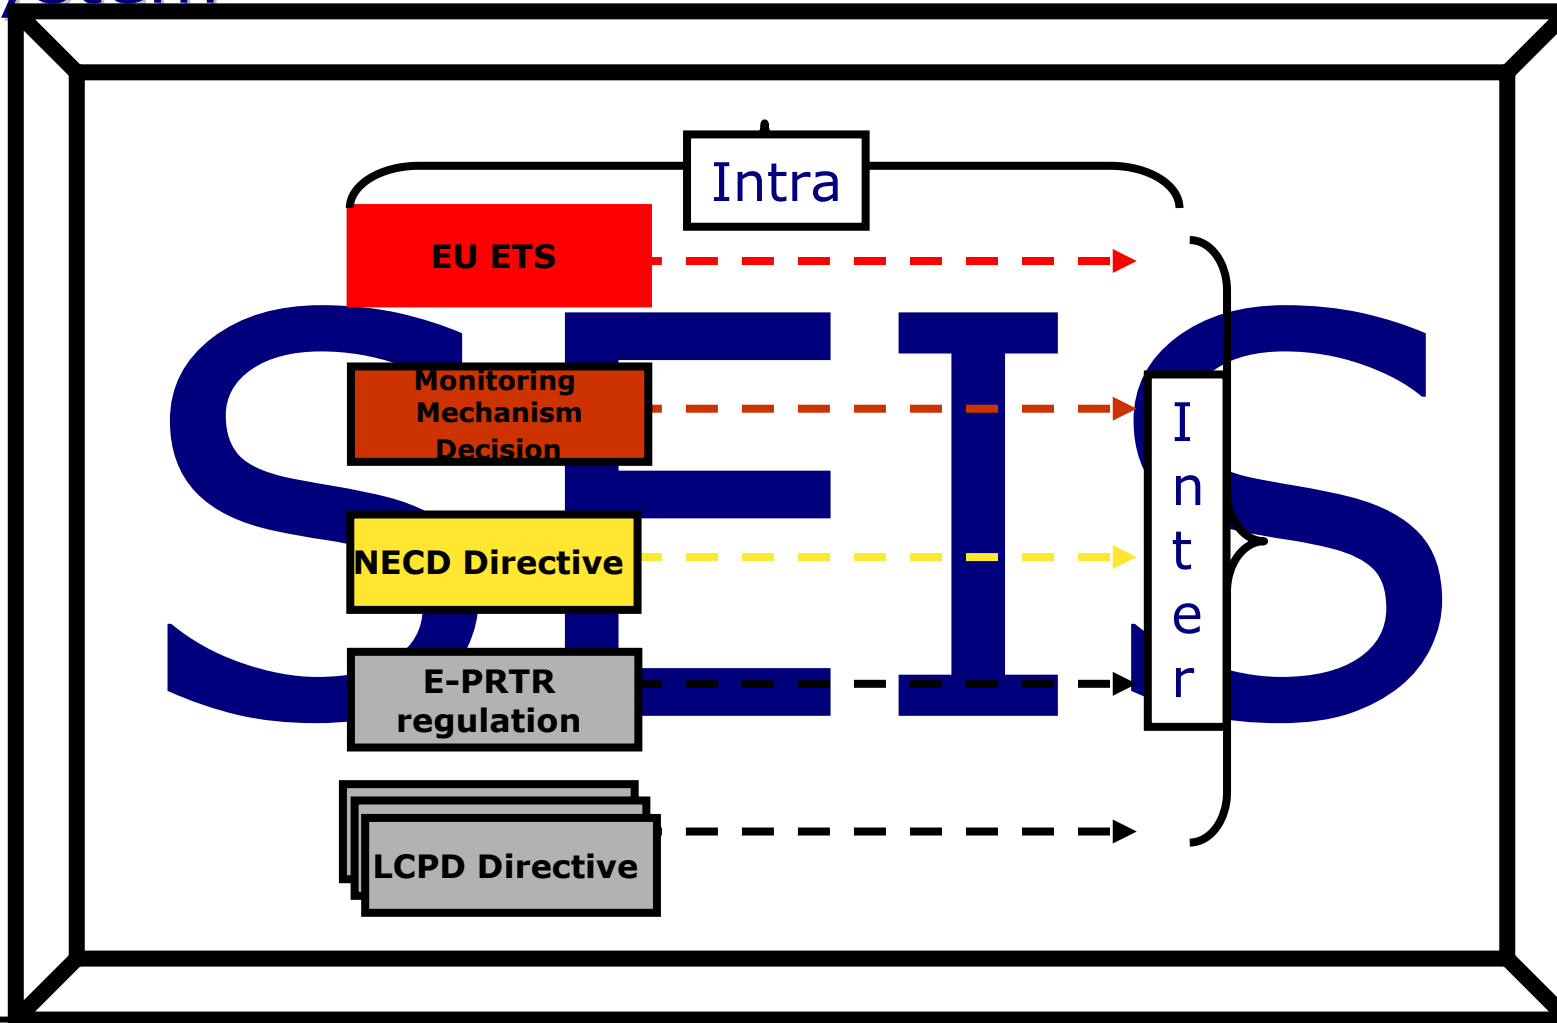 Intra
EU ETS
SEIS
Monitoring
Mechanism
Decision
I
n
t
e
r
NECD Directive
E-PRTR
regulation
LCPD Directive